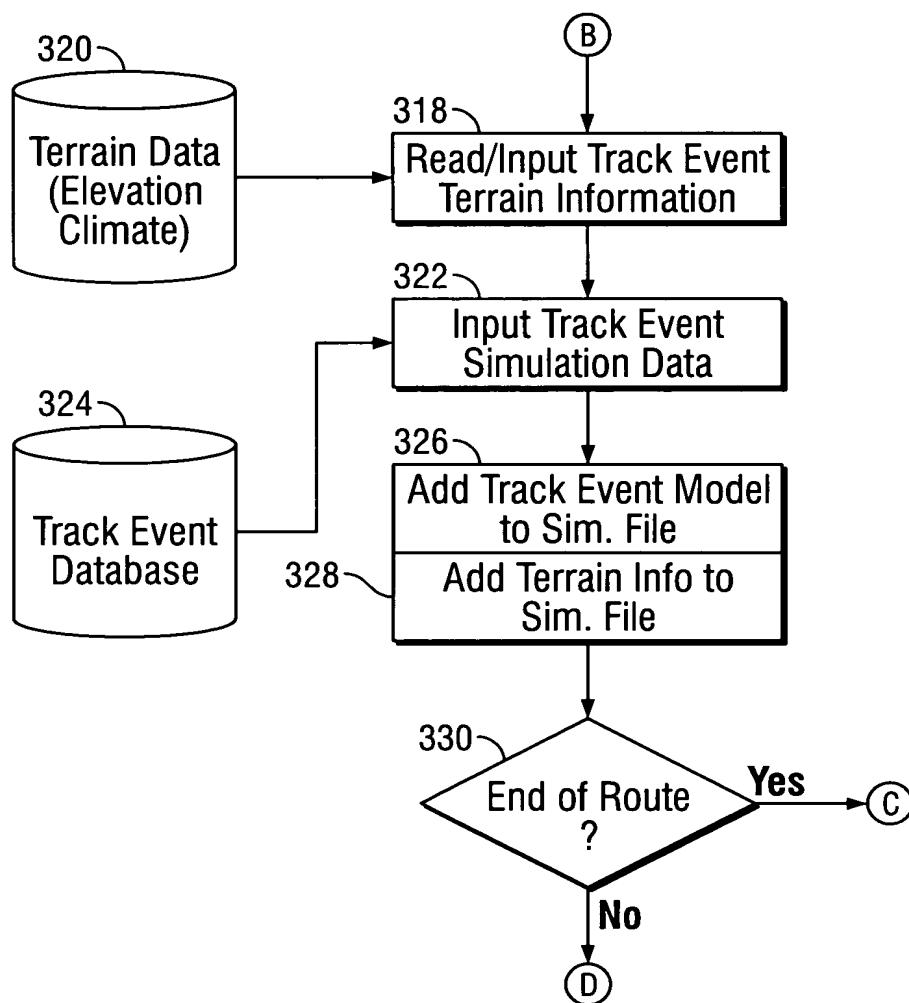 B
320
318
Terrain Data
(Elevation
Climate)
Read/Input Track Event
Terrain Information
322
Input Track Event
Simulation Data
324
326
Track Event
Database
Add Track Event Model
to Sim. File
328
Add Terrain Info to
Sim. File
330
End of Route
?
Yes
C
No
D